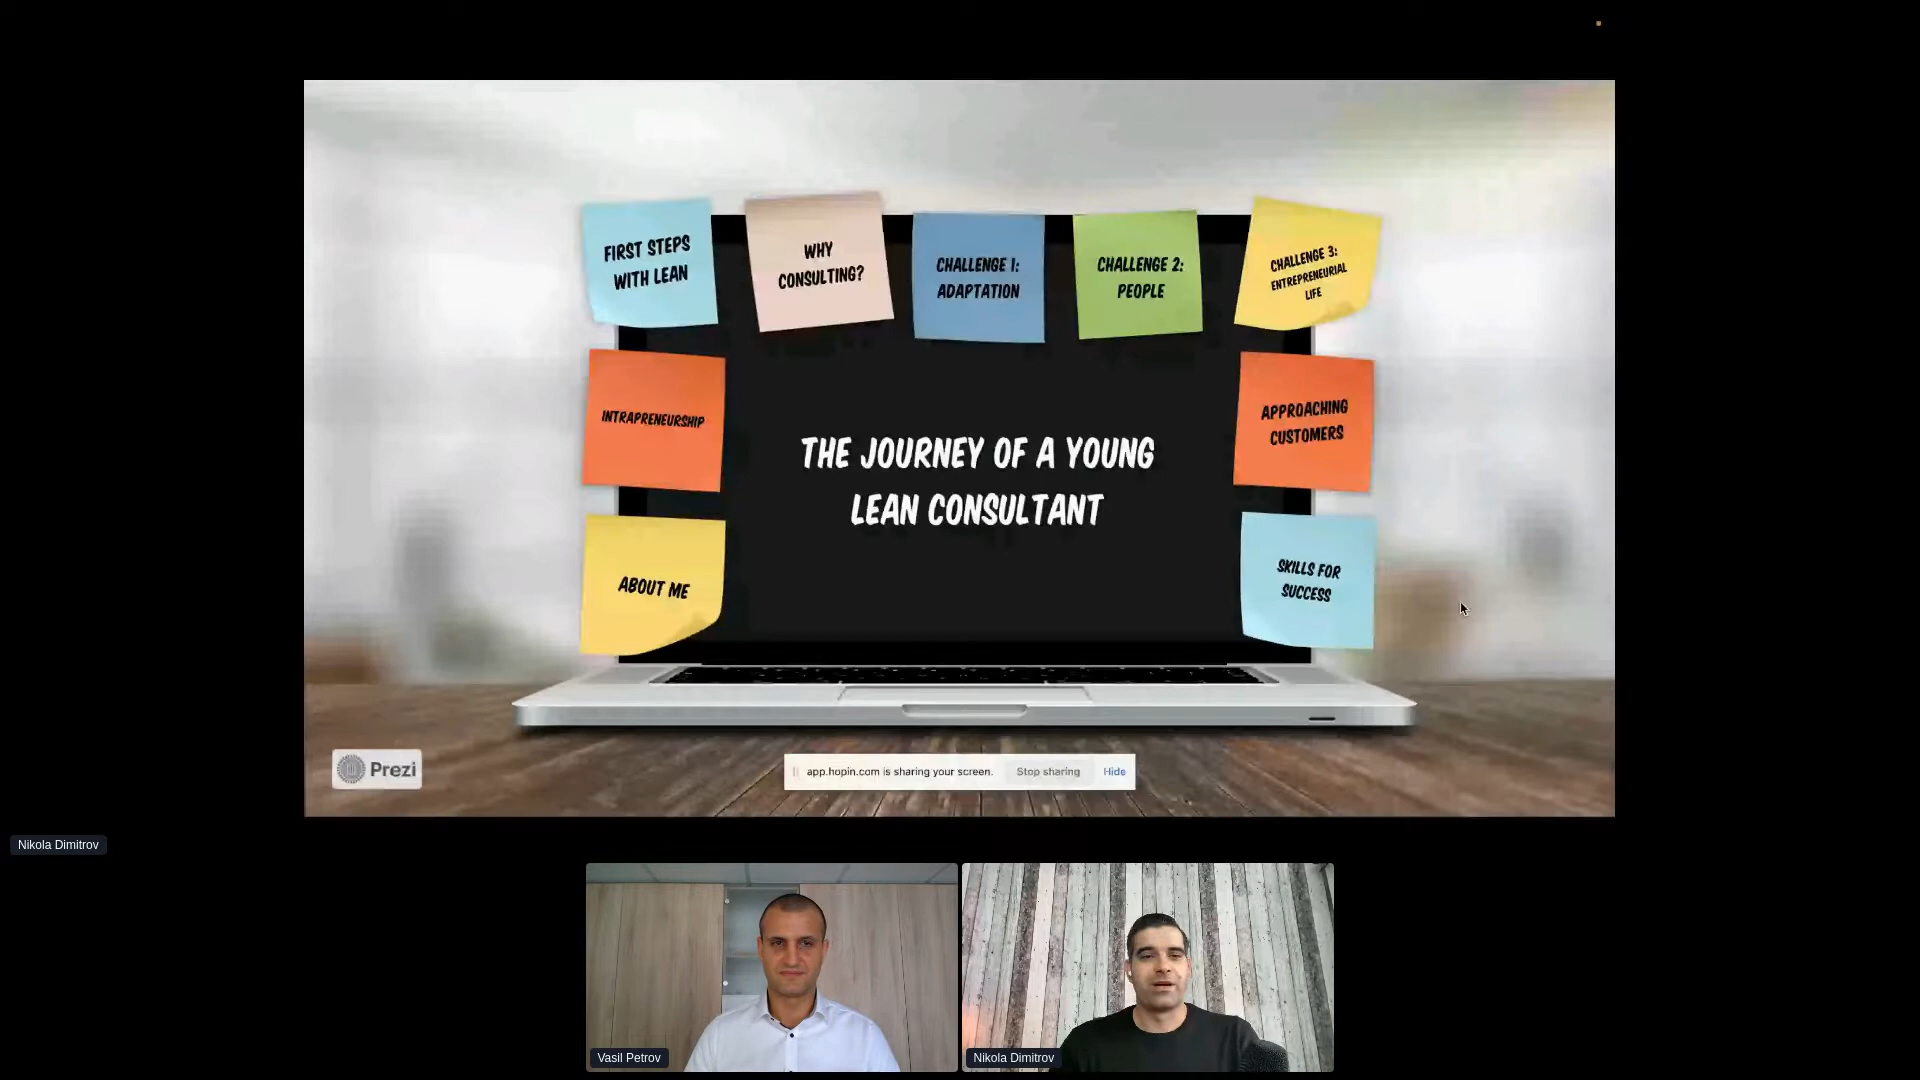 FIRST STEPS
WITH LEAN
WHY
CONSULTING?
CHALLENGE 1:
ADAPTATION
CHALLENGE 2:
PEOPLE
CHALLENGE 3:
ENTREPRENEURIAL
LIFE
INTRAPRENEURSHIP
APPROACHING
CUSTOMERS
THE JOURNEY OF A YOUNG
LEAN CONSULTANT
ABOUT ME
SKILLS FOR
SUCCESS
Prezi
app.hopin.com is sharing your screen. Stop sharing Hide
Nikola Dimitrov
Vasil Petrov
Nikola Dimitrov